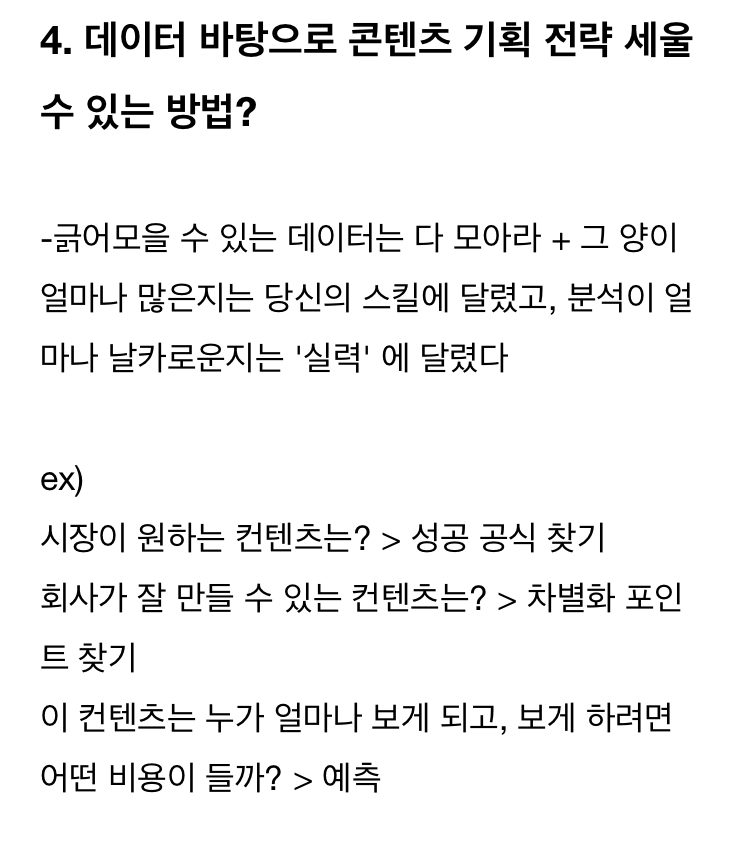 4. 데이터 바탕으로 콘텐츠 기획 전략 세울
수 있는 방법?
-긁어모을 수 있는 데이터는 다 모아라 + 그 양이
얼마나 많은지는 당신의 스킬에 달렸고, 분석이 얼
마나 날카로운지는 '실력' 에 달렸다
ex)
시장이 원하는 컨텐츠는? > 성공 공식 찾기
회사가 잘 만들 수 있는 컨텐츠는? > 차별화 포인
트 찾기
이 컨텐츠는 누가 얼마나 보게 되고, 보게 하려면
어떤 비용이 들까? > 예측